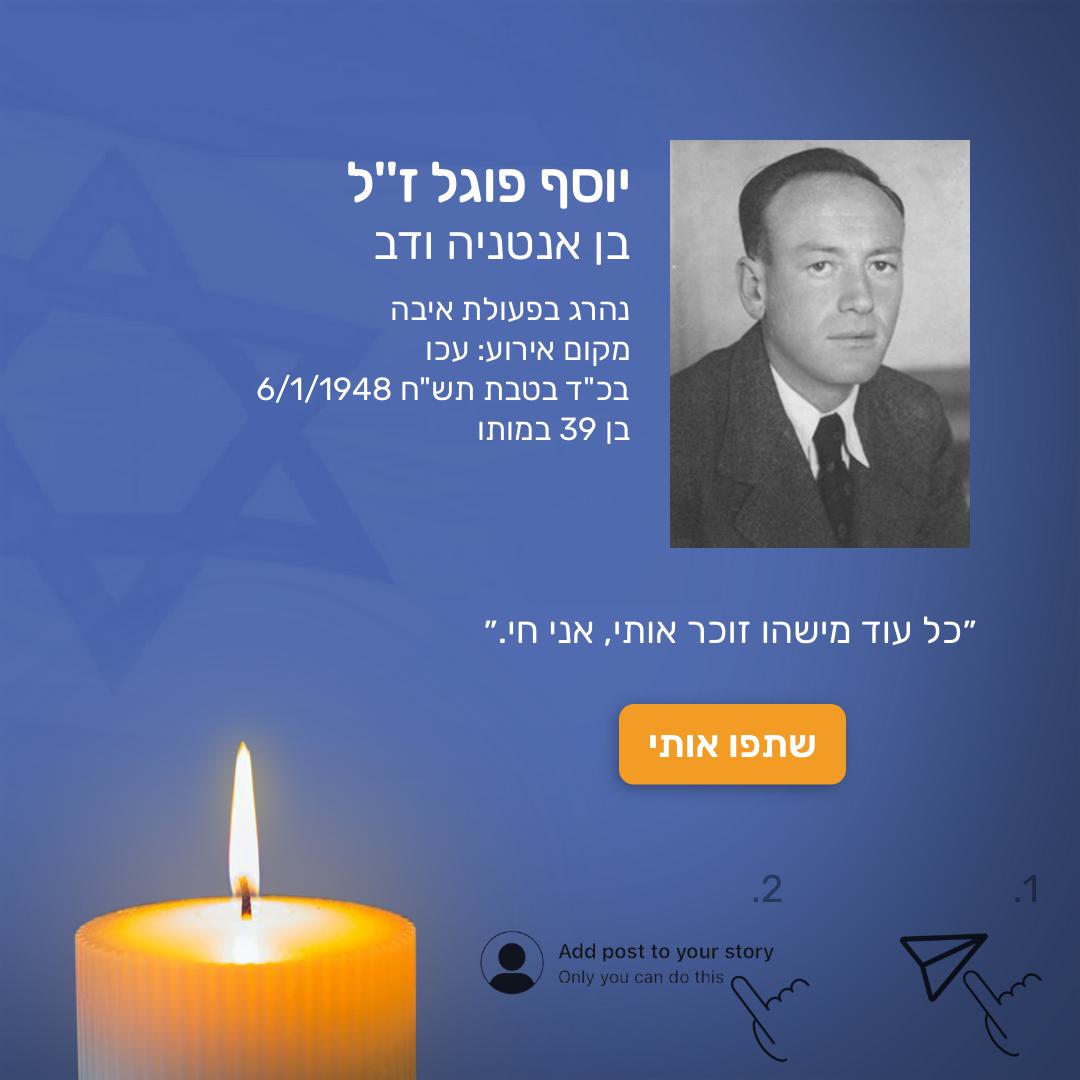 יוסף פוגל ז"ל
בן אנטניה ודב
נהרג בפעולת איבה
מקום אירוע: עכו
בכ"ד בטבת תש"ח 6/1/1948
בן 39 במותו
״כל עוד מישהו זוכר אותי, אני חי.״
שתפו אותי
1.
2.
Add post to your story
Only you can do this